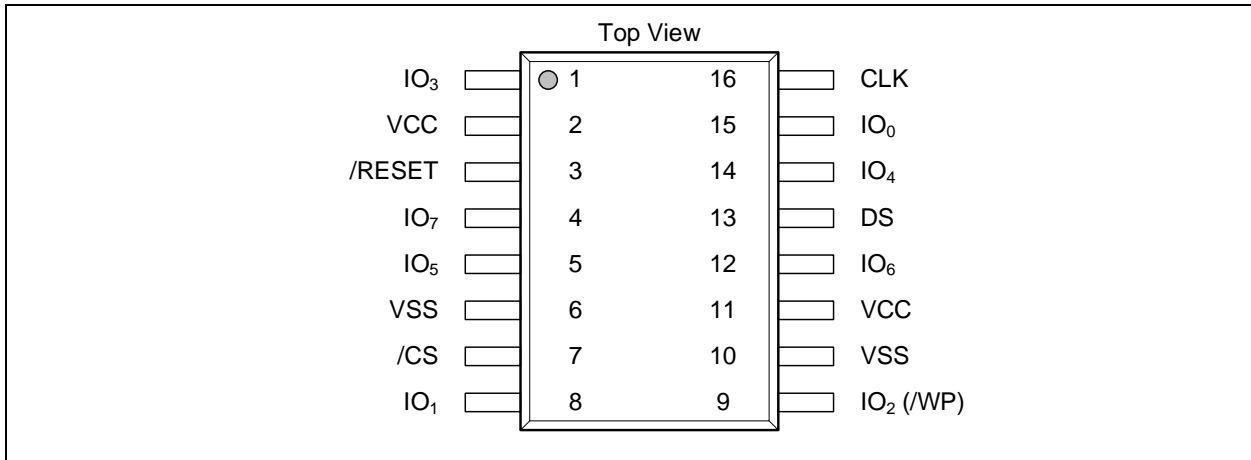 Top View
IO₃ 1 16 CLK
VCC 2 15 IO₀
/RESET 3 14 IO₄
IO₇ 4 13 DS
IO₅ 5 12 IO₆
VSS 6 11 VCC
/CS 7 10 VSS
IO₁ 8 9 IO₂ (/WP)